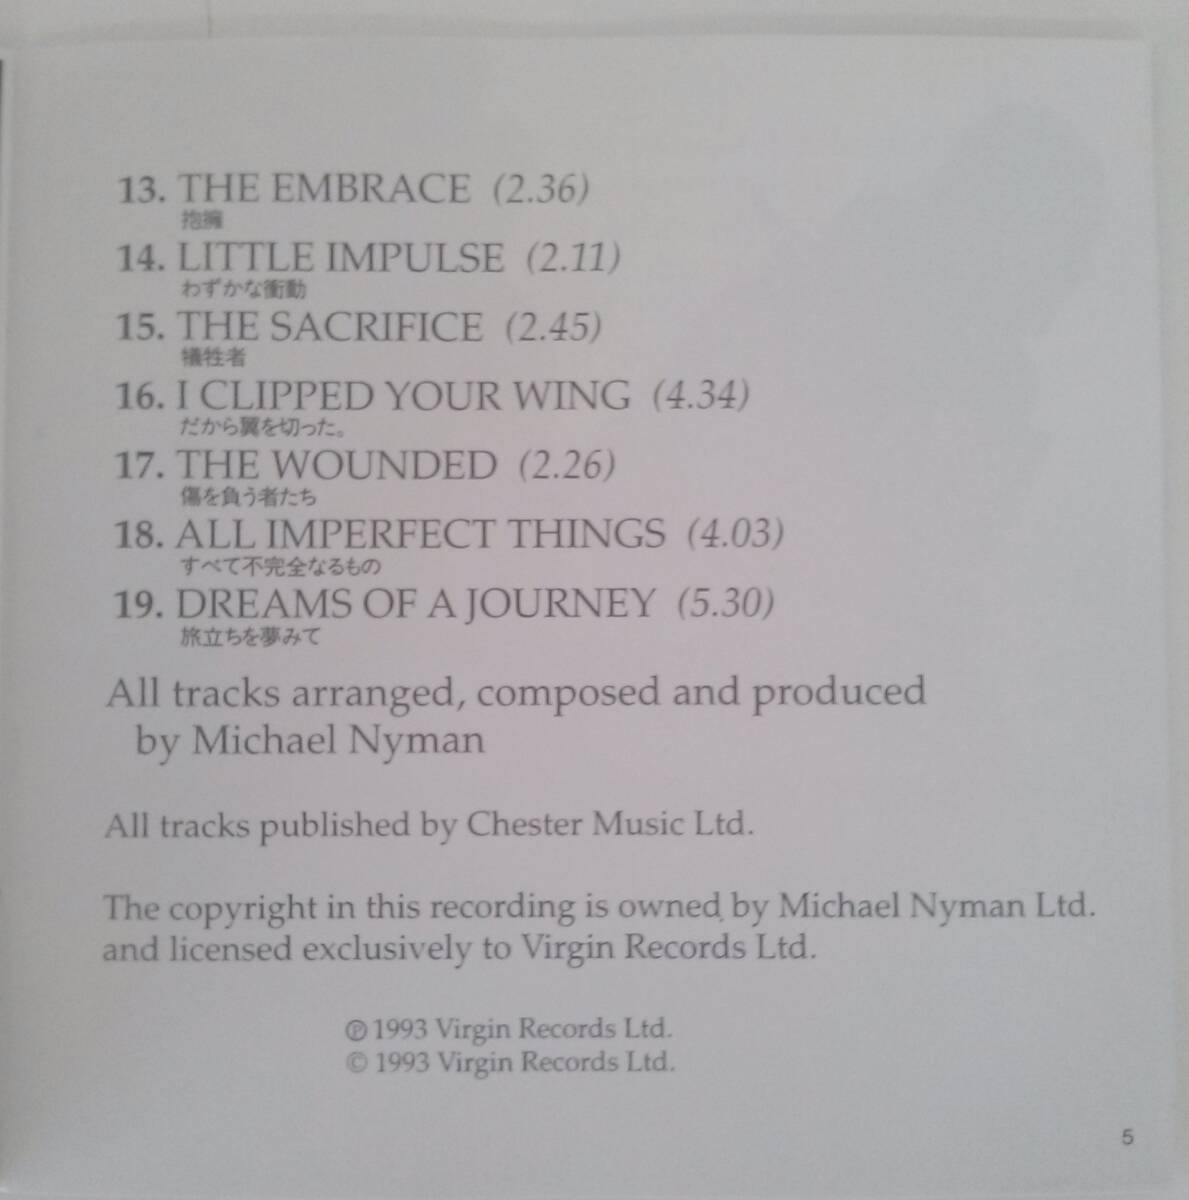 13. THE EMBRACE (2.36)
抱擁
14. LITTLE IMPULSE (2.11)
わずかな衝動
15. THE SACRIFICE (2.45)
犠牲者
16. I CLIPPED YOUR WING (4.34)
だから翼を切った。
17. THE WOUNDED (2.26)
傷を負う者たち
18. ALL IMPERFECT THINGS (4.03)
すべて不完全なるもの
19. DREAMS OF A JOURNEY (5.30)
旅立ちを夢みて
All tracks arranged, composed and produced
by Michael Nyman
All tracks published by Chester Music Ltd.
The copyright in this recording is owned by Michael Nyman Ltd.
and licensed exclusively to Virgin Records Ltd.
℗ 1993 Virgin Records Ltd.
© 1993 Virgin Records Ltd.
5